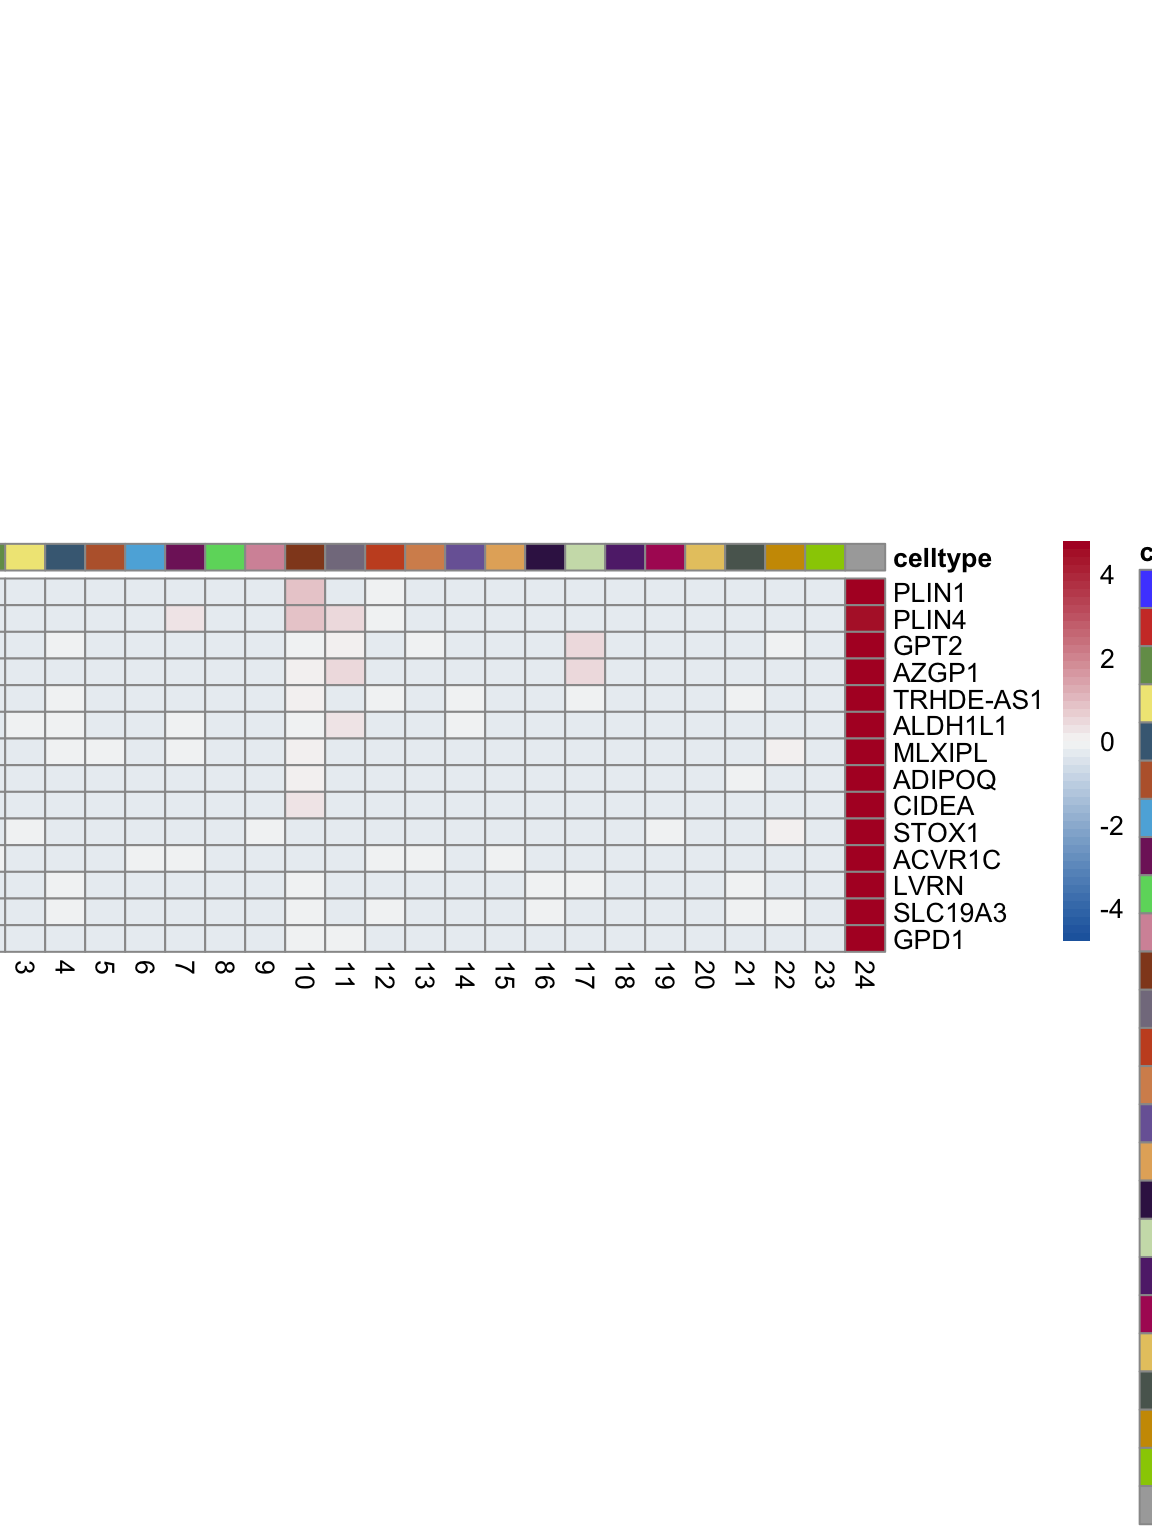 celltype
PLIN1
PLIN4
GPT2
AZGP1
TRHDE-AS1
ALDH1L1
MLXIPL
ADIPOQ
CIDEA
STOX1
ACVR1C
LVRN
SLC19A3
GPD1
3 4 5 6 7 8 9 10 11 12 13 14 15 16 17 18 19 20 21 22 23 24
4
2
0
-2
-4
c